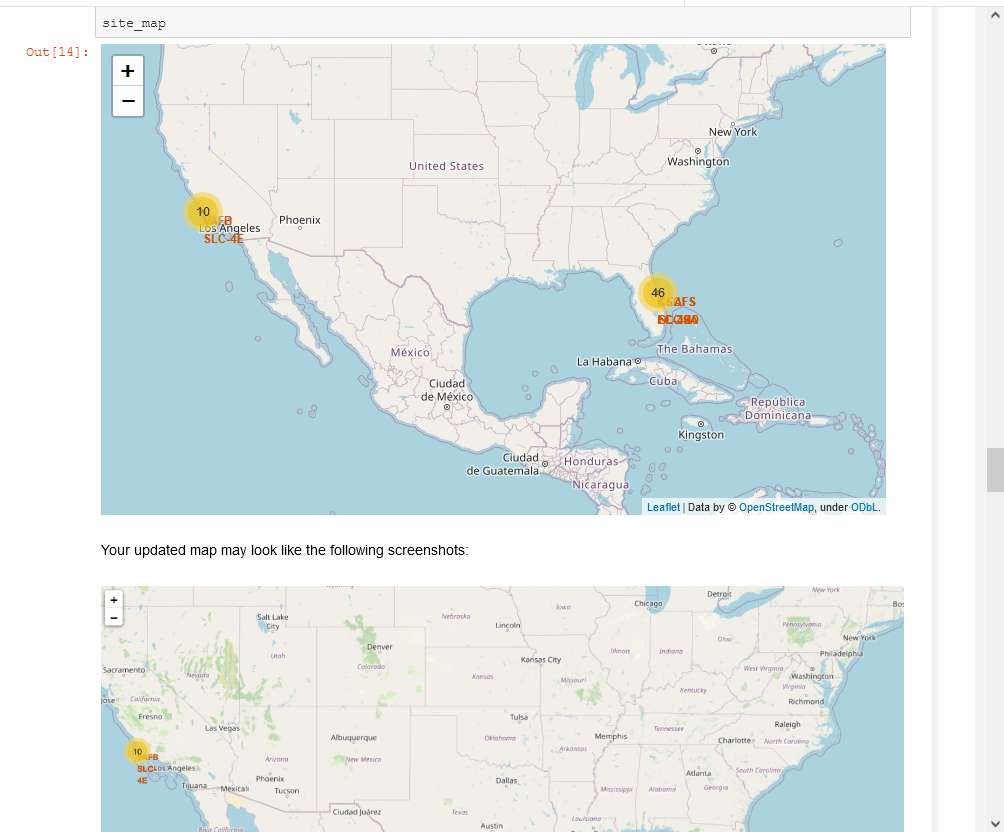 site_map
Out[14]:
+
−
New York
Washington
United States
10
VAFB
Los Angeles
SLC-4E
Phoenix
46
México
La Habana
The Bahamas
Ciudad
de México
Cuba
República
Dominicana
Kingston
Ciudad
de Guatemala
Honduras
Nicaragua
Leaflet | Data by © OpenStreetMap, under ODbL.
Your updated map may look like the following screenshots:
+
−
Wyoming
Detroit
New York
Chicago
Iowa
Bos
Salt Lake
City
Nebraska
Lincoln
Pennsylvania
Denver
Illinois
Indiana
Ohio
New York
Utah
Kansas City
Philadelphia
Colorado
Sacramento
Nevada
Kansas
Missouri
West Virginia
Washington
Kentucky
Virginia
jose
California
Richmond
Fresno
Tulsa
Raleigh
Las Vegas
Albuquerque
Oklahoma
Memphis
Tennessee
Charlotte
North Carolina
10
VAFB
Arkansas
SLC-
Los Angeles
Arizona
New Mexico
4E
Phoenix
Dallas
Atlanta
South Carolina
Tijuana
Mexicali
Tucson
Mississippi
Alabama
Georgia
Ciudad Juárez
Texas
Austin
Louisiana
Baja California